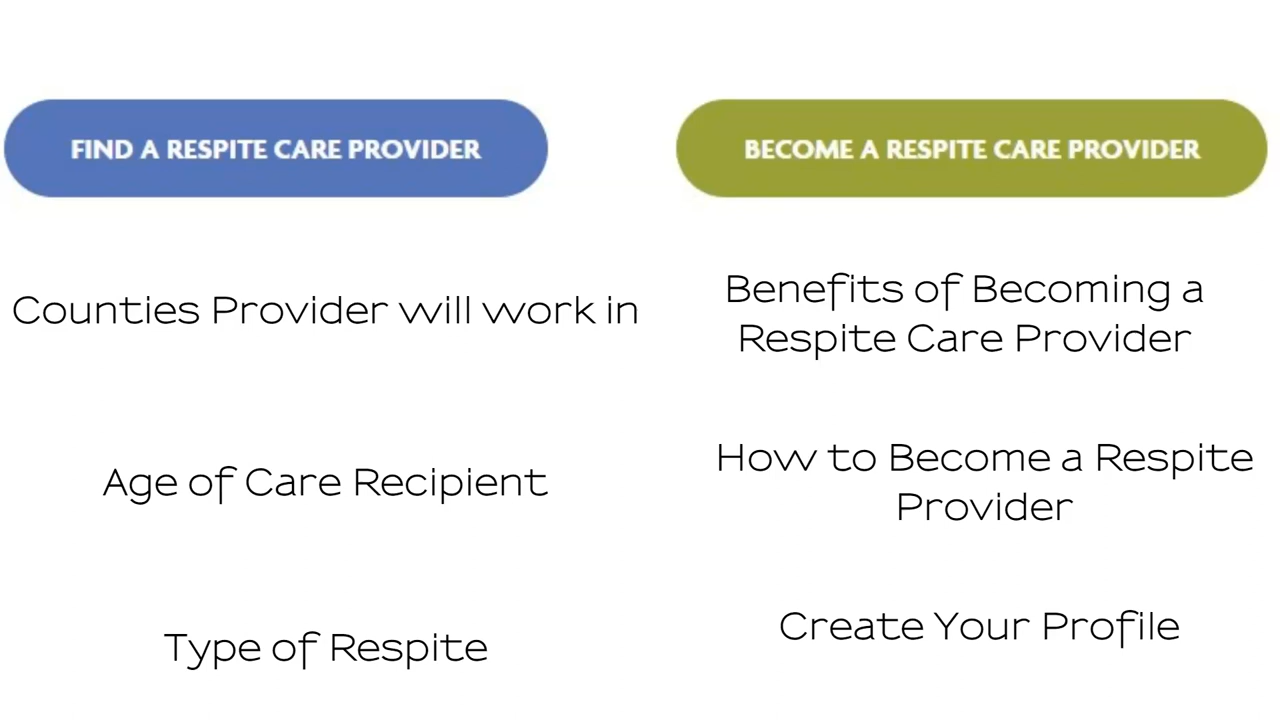 FIND A RESPITE CARE PROVIDER
Counties Provider will work in
Age of Care Recipient
Type of Respite
BECOME A RESPITE CARE PROVIDER
Benefits of Becoming a
Respite Care Provider
How to Become a Respite
Provider
Create Your Profile